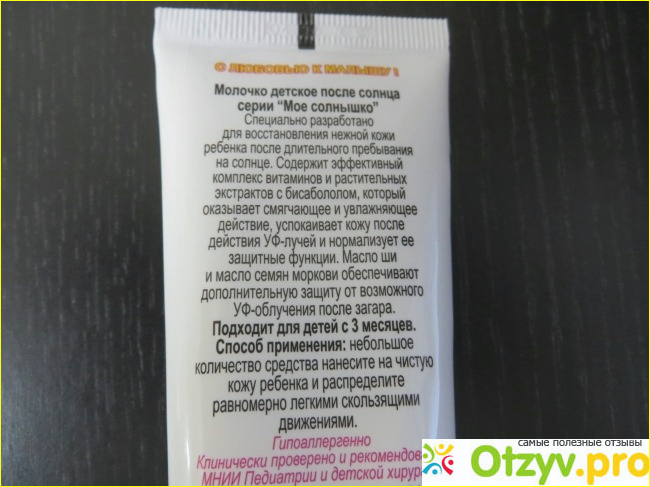 С ЛЮБОВЬЮ К МАЛЫШУ !
Молочко детское после солнца
серии "Мое солнышко"
Специально разработано
для восстановления нежной кожи
ребенка после длительного пребывания
на солнце. Содержит эффективный
комплекс витаминов и растительных
экстрактов с бисабололом, который
оказывает смягчающее и увлажняющее
действие, успокаивает кожу после
действия УФ-лучей и нормализует ее
защитные функции. Масло ши
и масло семян моркови обеспечивают
дополнительную защиту от возможного
УФ-облучения после загара.
Подходит для детей с 3 месяцев.
Способ применения: небольшое
количество средства нанесите на чистую
кожу ребенка и распределите
равномерно легкими скользящими
движениями.
Гипоаллергенно
Клинически проверено и рекомендов
МНИИ Педиатрии и детской хирур
самые полезные отзывы
Otzyv.pro